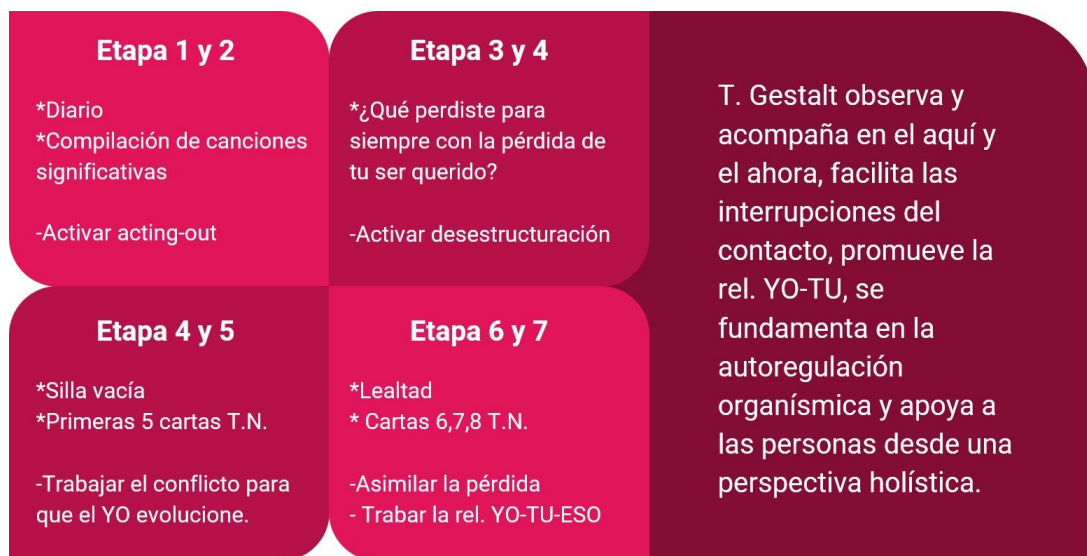 Etapa 1 y 2
*Diario
*Compilación de canciones
significativas
-Activar acting-out
Etapa 3 y 4
*¿Qué perdiste para
siempre con la pérdida de
tu ser querido?
-Activar desestructuración
Etapa 4 y 5
*Silla vacía
*Primeras 5 cartas T.N.
-Trabajar el conflicto para
que el YO evolucione.
Etapa 6 y 7
*Lealtad
* Cartas 6,7,8 T.N.
-Asimilar la pérdida
- Trabar la rel. YO-TU-ESO
T. Gestalt observa y
acompaña en el aquí y
el ahora, facilita las
interrupciones del
contacto, promueve la
rel. YO-TU, se
fundamenta en la
autoregulación
organísmica y apoya a
las personas desde una
perspectiva holística.